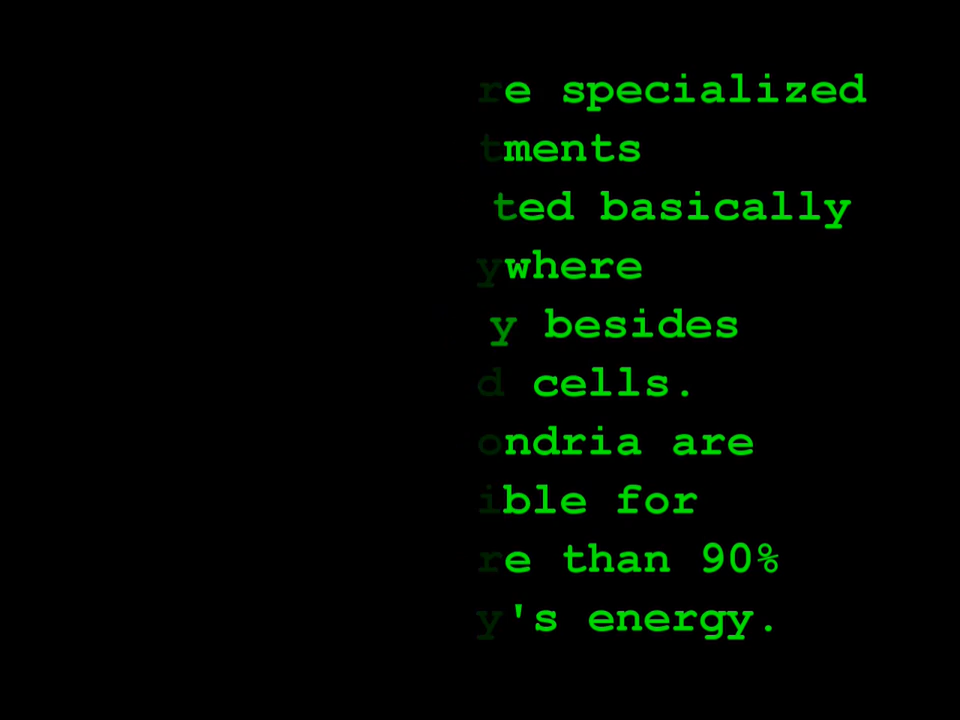 re specialized
tments
ted basically
ywhere
y besides
d cells.
ondria are
ible for
re than 90%
y's energy.